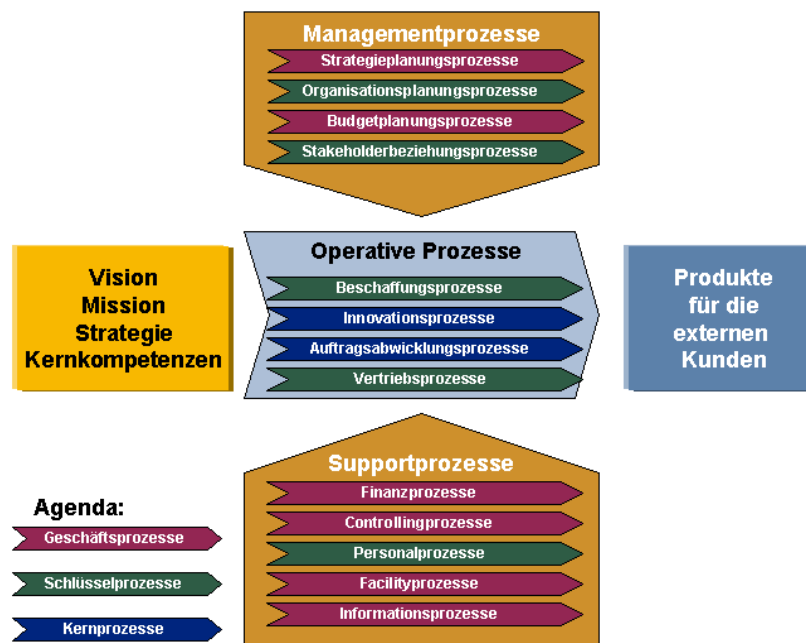 Managementprozesse
Strategieplanungsprozesse
Organisationsplanungsprozesse
Budgetplanungsprozesse
Stakeholderbeziehungsprozesse
Vision
Mission
Strategie
Kernkompetenzen
Operative Prozesse
Beschaffungsprozesse
Innovationsprozesse
Auftragsabwicklungsprozesse
Vertriebsprozesse
Produkte
für die
externen
Kunden
Supportprozesse
Finanzprozesse
Controllingprozesse
Personalprozesse
Facilityprozesse
Informationsprozesse
Agenda:
Geschäftsprozesse
Schlüsselprozesse
Kernprozesse